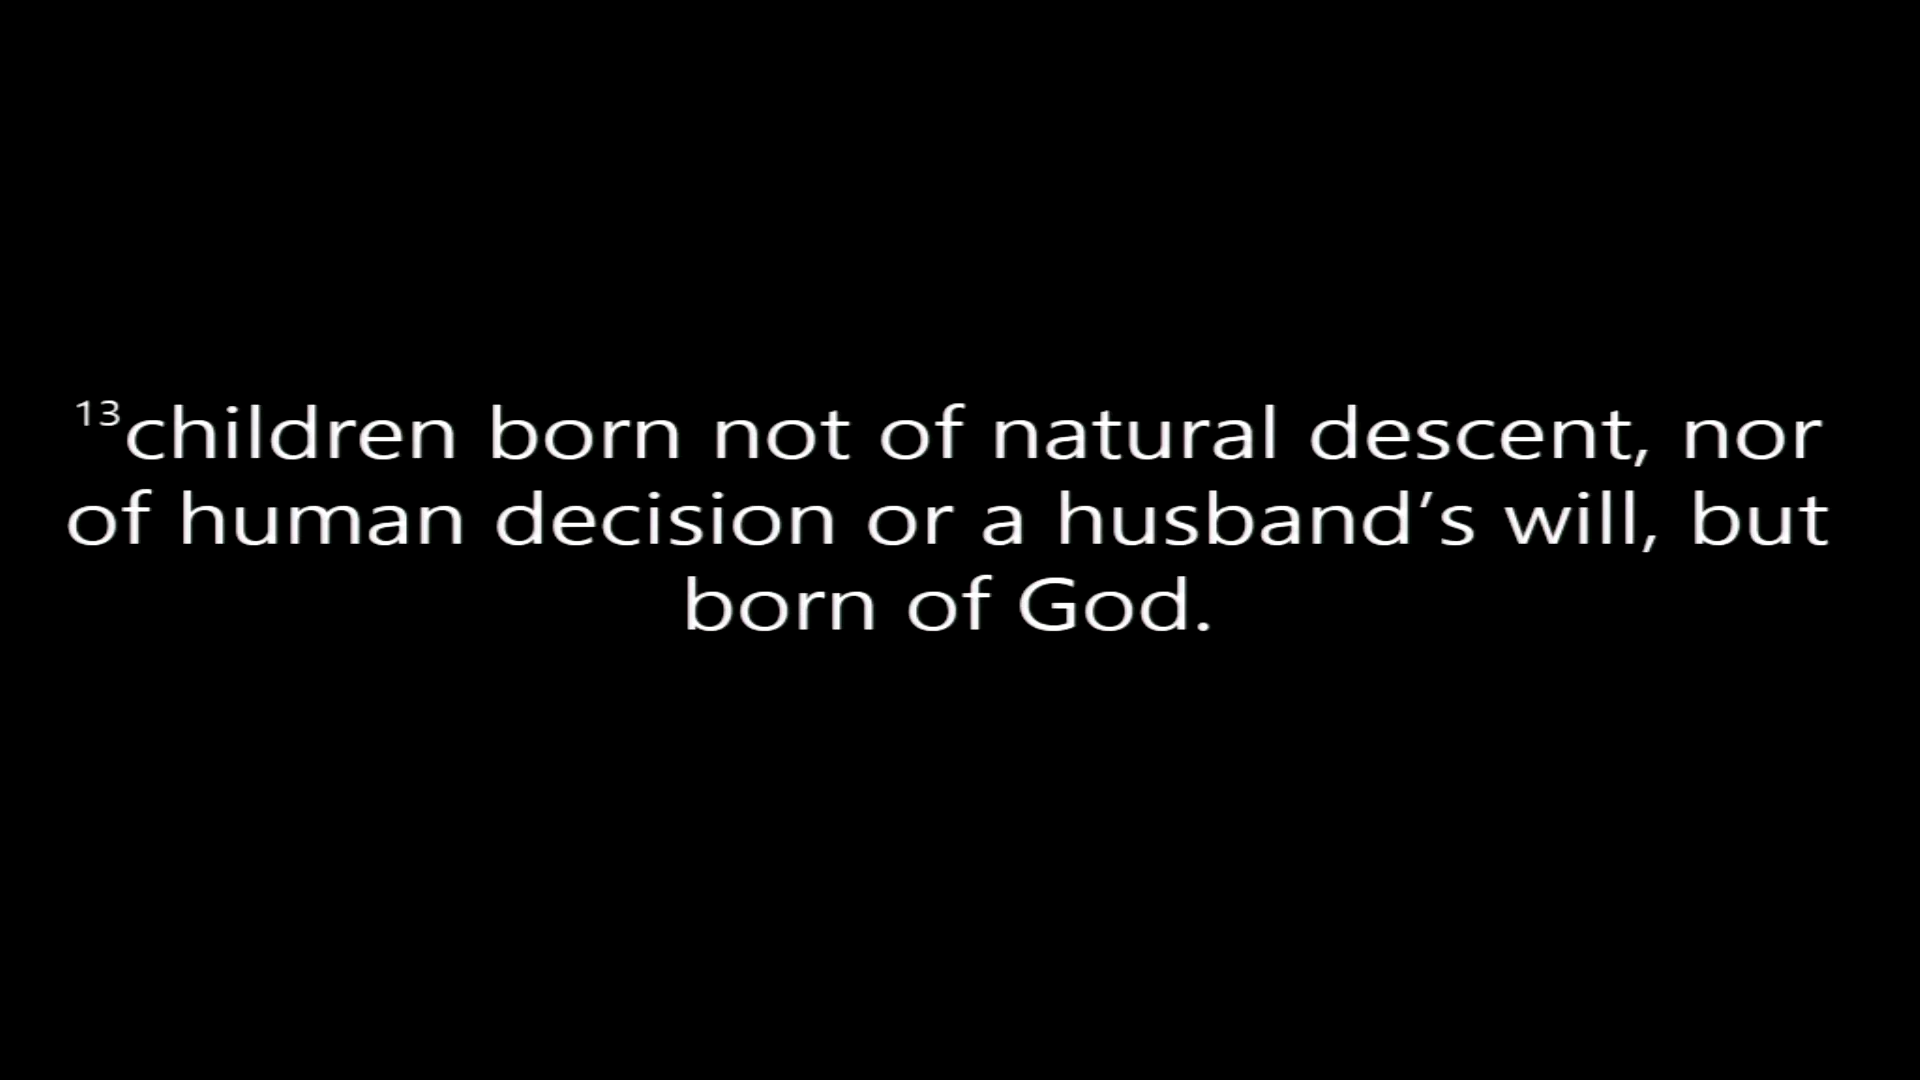 ¹³children born not of natural descent, nor
of human decision or a husband’s will, but
born of God.